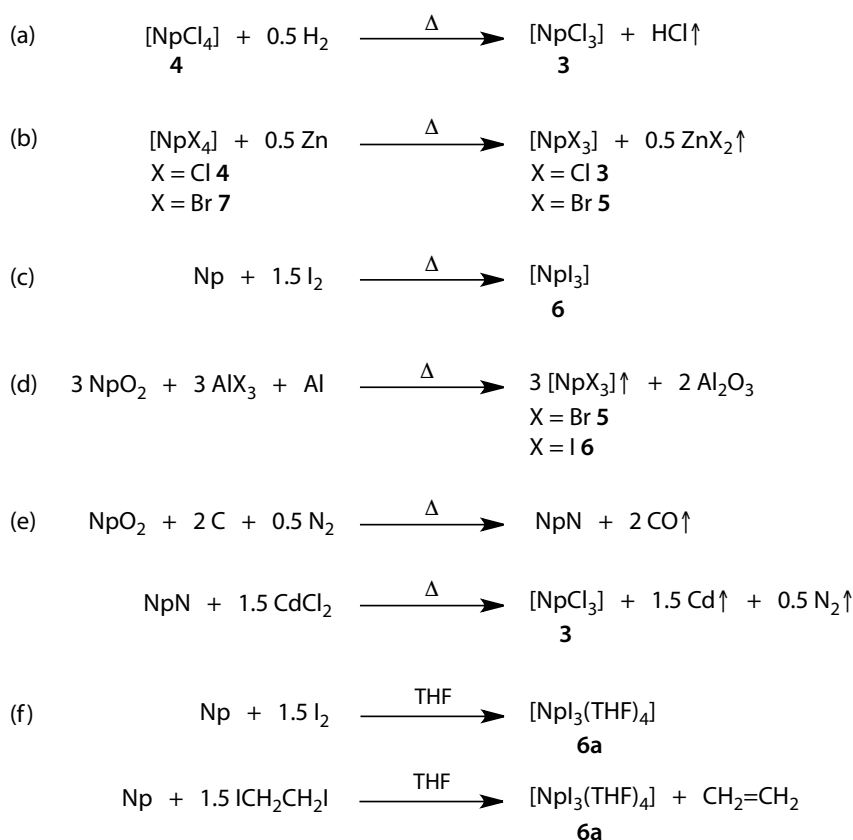 (a) [NpCl₄] + 0.5 H₂ Δ [NpCl₃] + HCl↑
4 3
(b) [NpX₄] + 0.5 Zn Δ [NpX₃] + 0.5 ZnX₂↑
X = Cl 4 X = Cl 3
X = Br 7 X = Br 5
(c) Np + 1.5 I₂ Δ [NpI₃]
6
(d) 3 NpO₂ + 3 AlX₃ + Al Δ 3 [NpX₃]↑ + 2 Al₂O₃
X = Br 5
X = I 6
(e) NpO₂ + 2 C + 0.5 N₂ Δ NpN + 2 CO↑
NpN + 1.5 CdCl₂ Δ [NpCl₃] + 1.5 Cd↑ + 0.5 N₂↑
3
(f) Np + 1.5 I₂ THF [NpI₃(THF)₄]
6a
Np + 1.5 ICH₂CH₂I THF [NpI₃(THF)₄] + CH₂=CH₂
6a